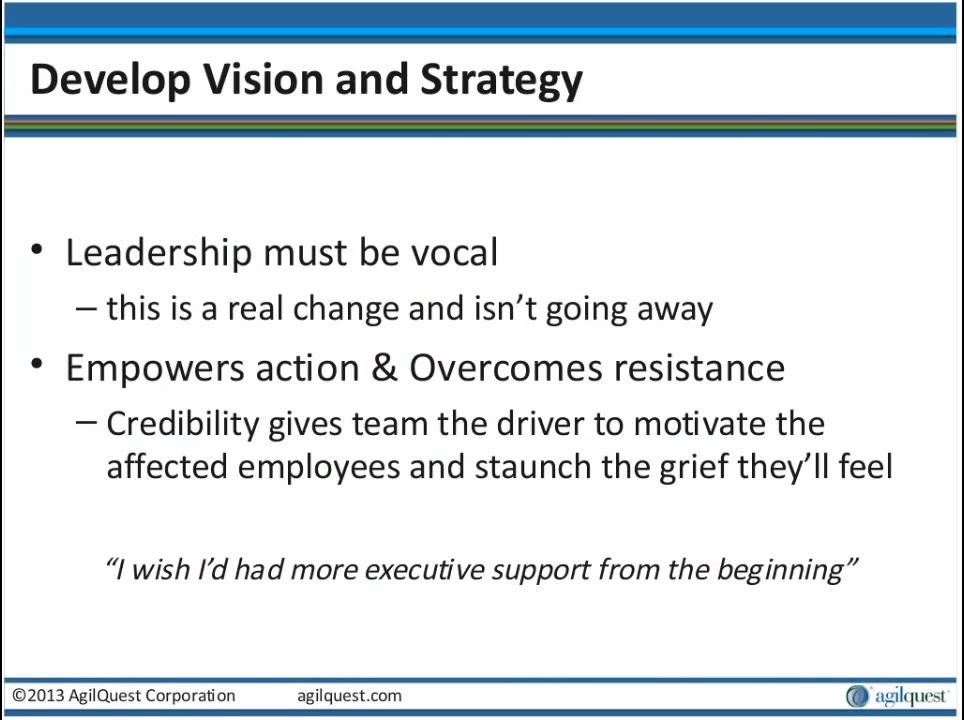 Develop Vision and Strategy
• Leadership must be vocal
– this is a real change and isn’t going away
• Empowers action & Overcomes resistance
– Credibility gives team the driver to motivate the
affected employees and staunch the grief they’ll feel
“I wish I’d had more executive support from the beginning”
©2013 AgilQuest Corporation agilquest.com agilquest